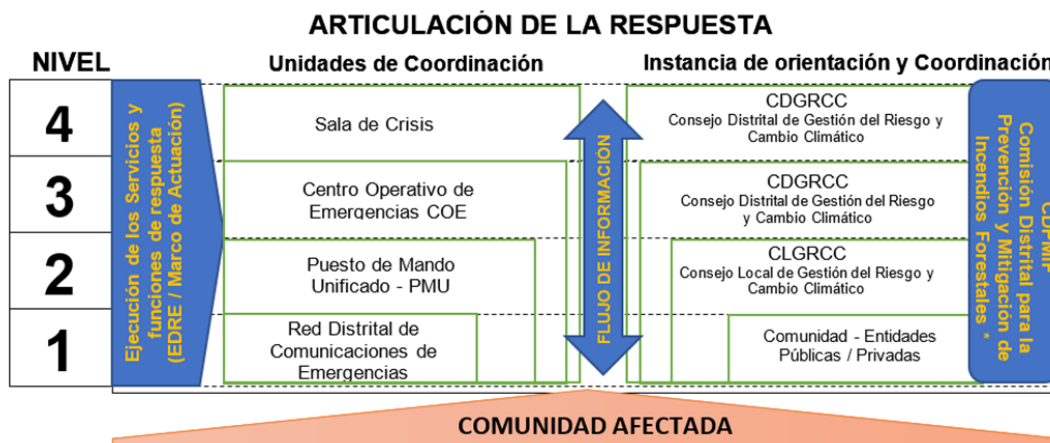 ARTICULACIÓN DE LA RESPUESTA
NIVEL
Unidades de Coordinación
Instancia de orientación y Coordinación
4
3
2
1
Ejecución de los Servicios y
funciones de respuesta
(EDRE / Marco de Actuación)
Sala de Crisis
Centro Operativo de
Emergencias COE
Puesto de Mando
Unificado - PMU
Red Distrital de
Comunicaciones de
Emergencias
FLUJO DE INFORMACIÓN
CDGRCC
Consejo Distrital de Gestión del Riesgo y
Cambio Climático
CDGRCC
Consejo Distrital de Gestión del Riesgo
y Cambio Climático
CLGRCC
Consejo Local de Gestión del Riesgo y
Cambio Climático
Comunidad - Entidades
Públicas / Privadas
Comisión Distrital para la
Prevención y Mitigación de
Incendios Forestales *
COMUNIDAD AFECTADA